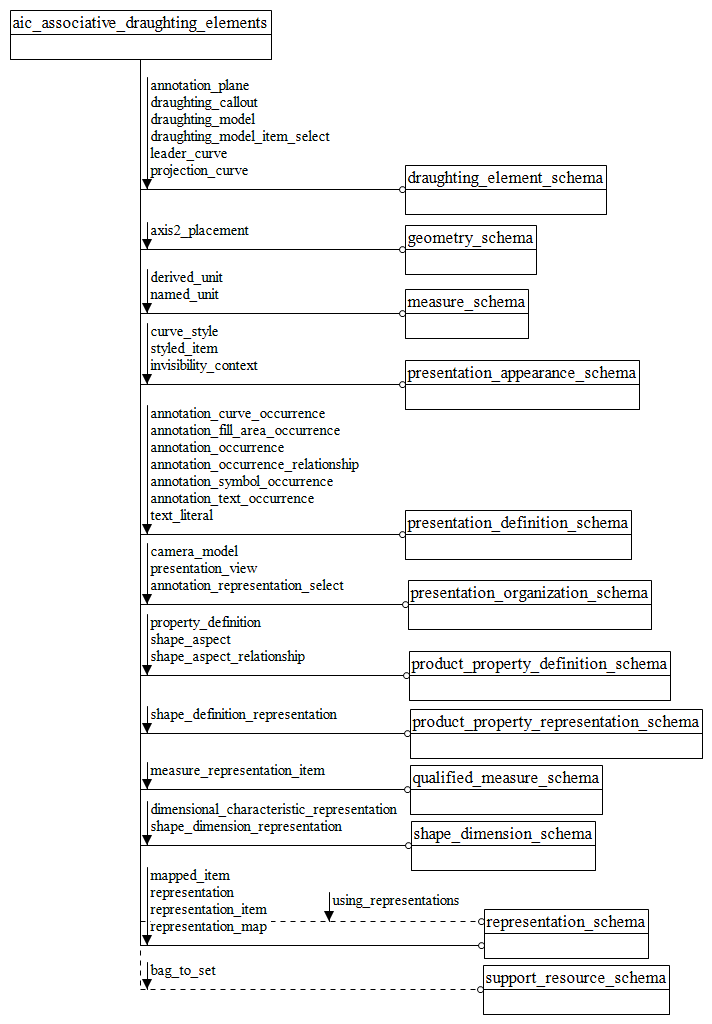 aic_associative_draughting_elements
annotation_plane
draughting_callout
draughting_model
draughting_model_item_select
leader_curve
projection_curve
draughting_element_schema
axis2_placement
geometry_schema
derived_unit
named_unit
measure_schema
curve_style
styled_item
invisibility_context
presentation_appearance_schema
annotation_curve_occurrence
annotation_fill_area_occurrence
annotation_occurrence
annotation_occurrence_relationship
annotation_symbol_occurrence
annotation_text_occurrence
text_literal
presentation_definition_schema
camera_model
presentation_view
annotation_representation_select
presentation_organization_schema
property_definition
shape_aspect
shape_aspect_relationship
product_property_definition_schema
shape_definition_representation
product_property_representation_schema
measure_representation_item
qualified_measure_schema
dimensional_characteristic_representation
shape_dimension_representation
shape_dimension_schema
mapped_item
representation
representation_item
representation_map
using_representations
representation_schema
bag_to_set
support_resource_schema